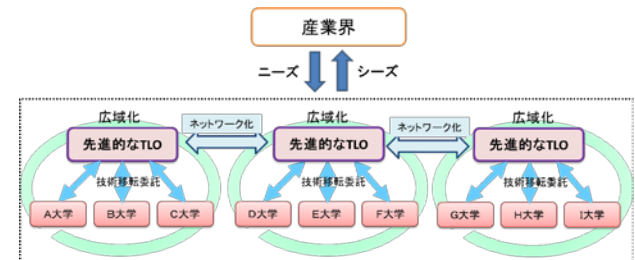 産業界
ニーズ シーズ
広域化 ネットワーク化 広域化 ネットワーク化 広域化
先進的なTLO 先進的なTLO 先進的なTLO
技術移転委託 技術移転委託 技術移転委託
A大学 B大学 C大学 D大学 E大学 F大学 G大学 H大学 I大学